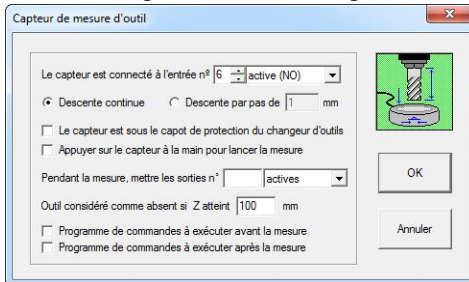 Capteur de mesure d'outil
Le capteur est connecté à l'entrée nº 6 active (NO)
Descente continue Descente par pas de 1 mm
Le capteur est sous le capot de protection du changeur d'outils
Appuyer sur le capteur à la main pour lancer la mesure
Pendant la mesure, mettre les sorties n° actives
OK
Outil considéré comme absent si Z atteint 100 mm
Programme de commandes à exécuter avant la mesure
Annuler
Programme de commandes à exécuter après la mesure